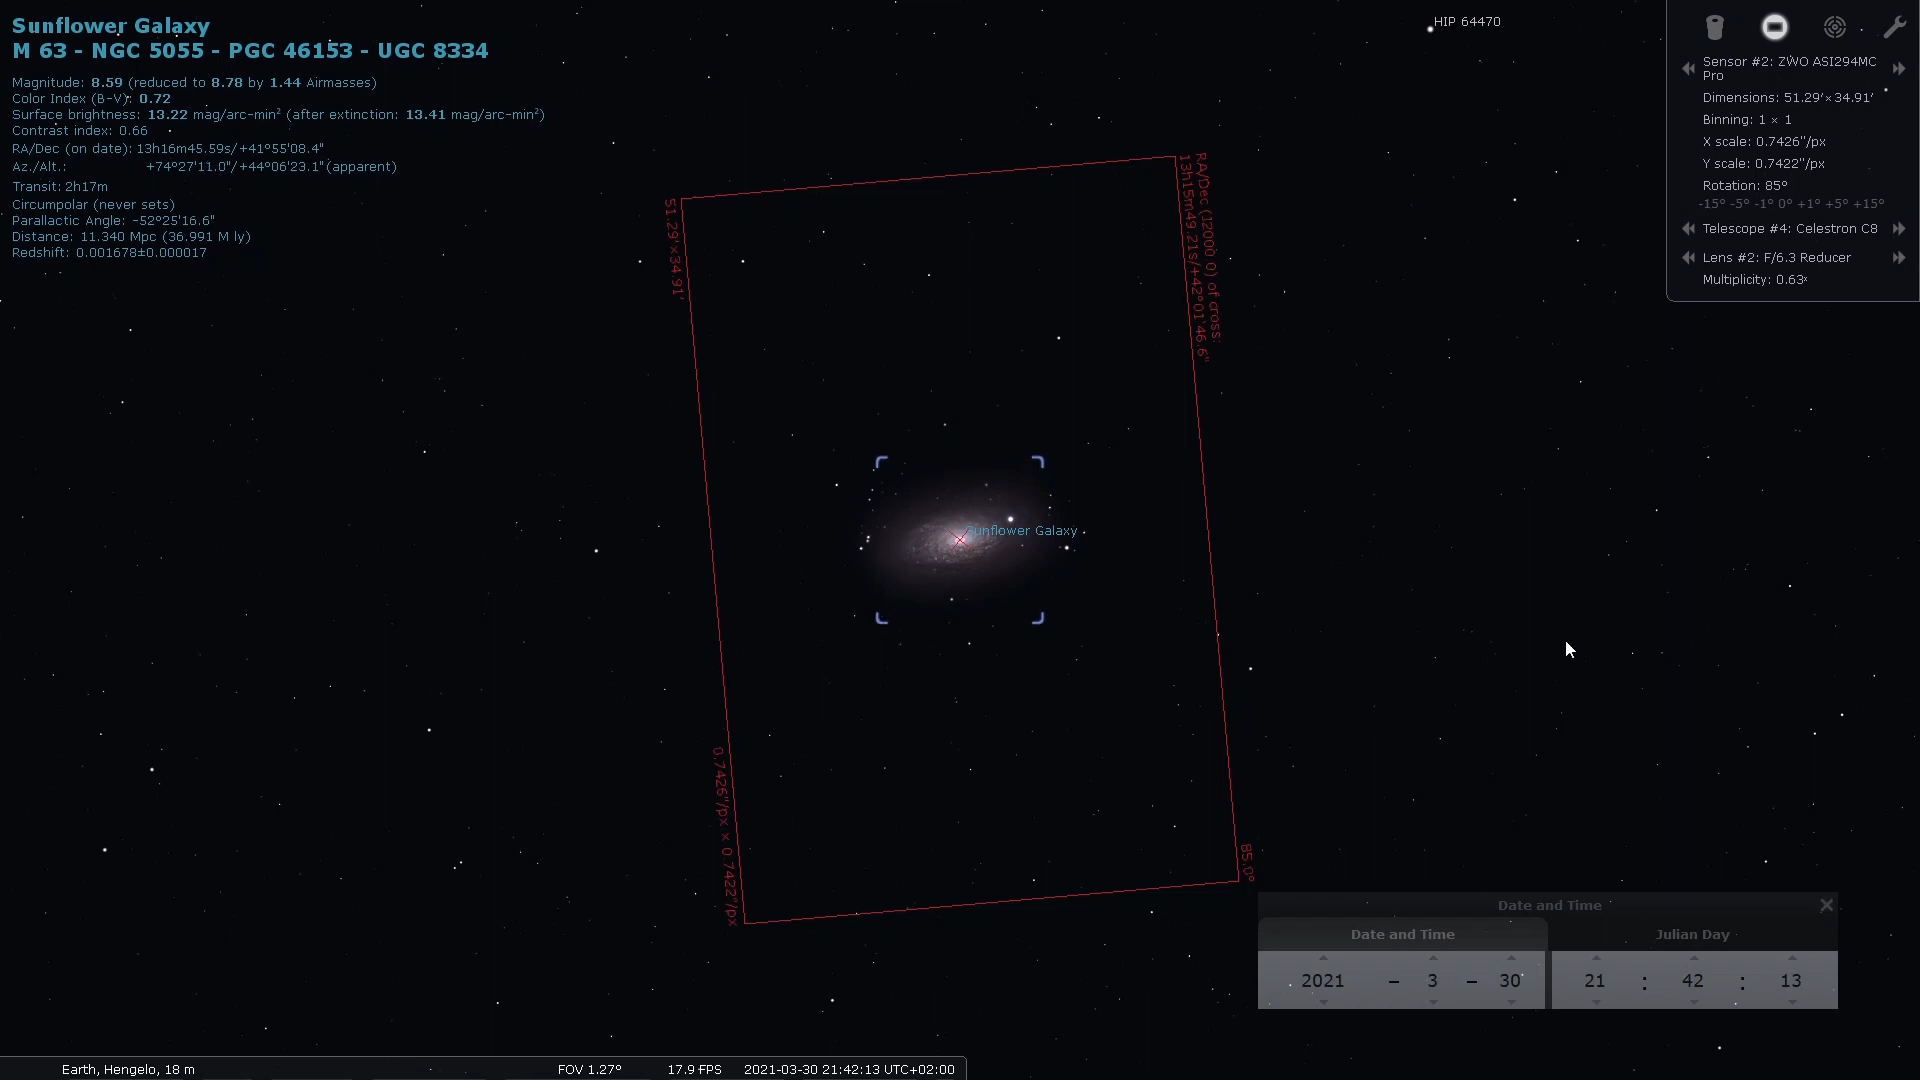 Sunflower Galaxy
M 63 - NGC 5055 - PGC 46153 - UGC 8334
Magnitude: 8.59 (reduced to 8.78 by 1.44 Airmasses)
Color Index (B-V): 0.72
Surface brightness: 13.22 mag/arc-min² (after extinction: 13.41 mag/arc-min²)
Contrast index: 0.66
RA/Dec (on date): 13h16m45.59s/+41°55'08.4"
Az./Alt.: +74°27'11.0"/+44°06'23.1" (apparent)
Transit: 2h17m
Circumpolar (never sets)
Parallactic Angle: -52°25'16.6"
Distance: 11.340 Mpc (36.991 M ly)
Redshift: 0.001678±0.000017
HIP 64470
Sensor #2: ZWO ASI294MC
Pro
Dimensions: 51.29'×34.91'
Binning: 1 × 1
X scale: 0.7426"/px
Y scale: 0.7422"/px
Rotation: 85°
-15° -5° -1° 0° +1° +5° +15°
Telescope #4: Celestron C8
Lens #2: F/6.3 Reducer
Multiplicity: 0.63×
51.29'×34.91'
RA/Dec (J2000.0) of cross:
13h15m49.21s/+42°01'46.6"
Sunflower Galaxy
0.7426"/px × 0.7422"/px
85.0°
Date and Time
Date and Time Julian Day
2021 - 3 - 30 21 : 42 : 13
Earth, Hengelo, 18 m FOV 1.27° 17.9 FPS 2021-03-30 21:42:13 UTC+02:00